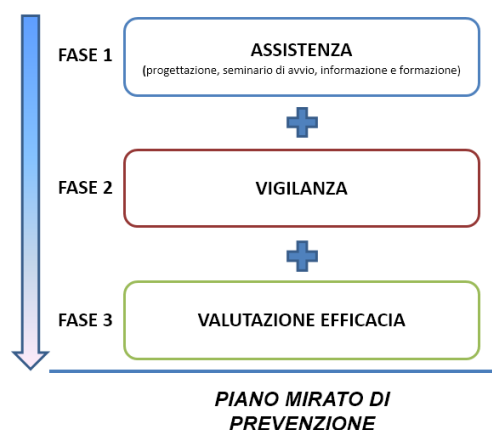 FASE 1
ASSISTENZA
(progettazione, seminario di avvio, informazione e formazione)
FASE 2
VIGILANZA
FASE 3
VALUTAZIONE EFFICACIA
PIANO MIRATO DI
PREVENZIONE